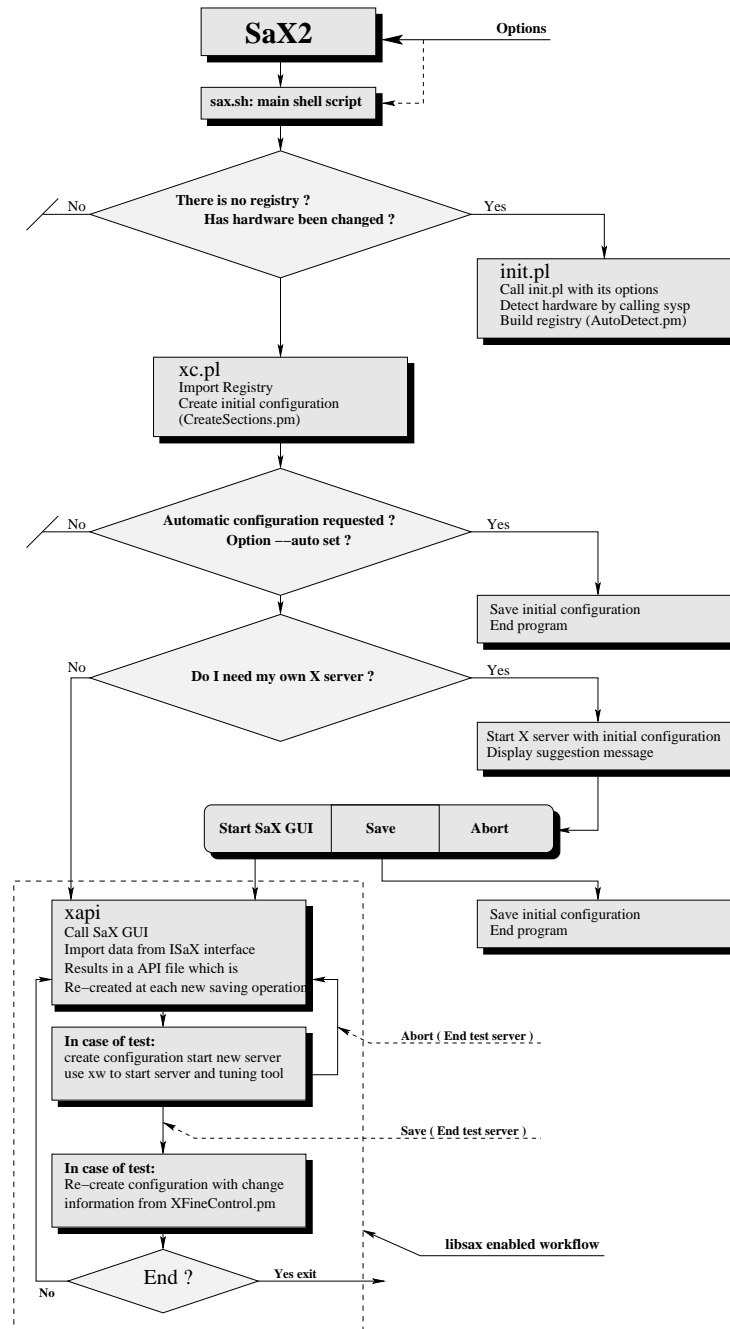 SaX2
Options
sax.sh: main shell script
There is no registry ?
Has hardware been changed ?
No
Yes
init.pl
Call init.pl with its options
Detect hardware by calling sysp
Build registry (AutoDetect.pm)
xc.pl
Import Registry
Create initial configuration
(CreateSections.pm)
Automatic configuration requested ?
Option −−auto set ?
No
Yes
Save initial configuration
End program
Do I need my own X server ?
No
Yes
Start X server with initial configuration
Display suggestion message
Start SaX GUI
Save
Abort
Save initial configuration
End program
xapi
Call SaX GUI
Import data from ISaX interface
Results in a API file which is
Re−created at each new saving operation
Abort ( End test server )
In case of test:
create configuration start new server
use xw to start server and tuning tool
Save ( End test server )
In case of test:
Re−create configuration with change
information from XFineControl.pm
libsax enabled workflow
End ?
No
Yes exit